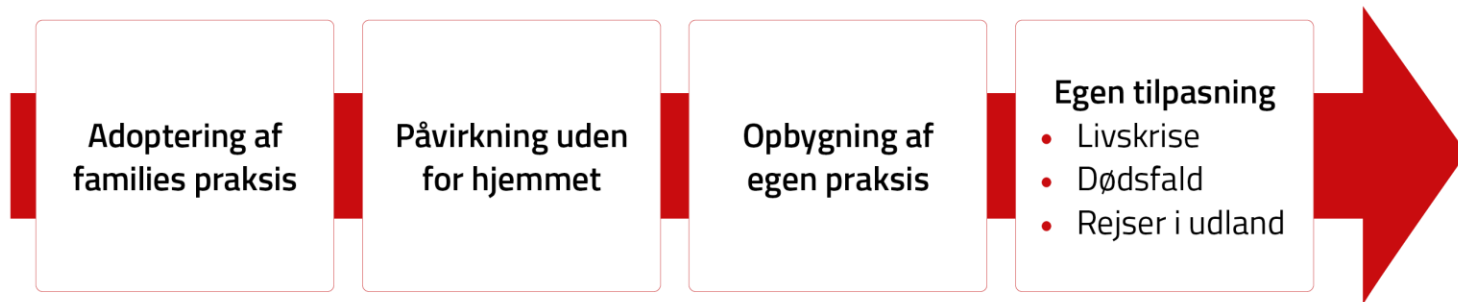 Adoptering af
families praksis
Påvirkning uden
for hjemmet
Opbygning af
egen praksis
Egen tilpasning
• Livskrise
• Dødsfald
• Rejser i udland